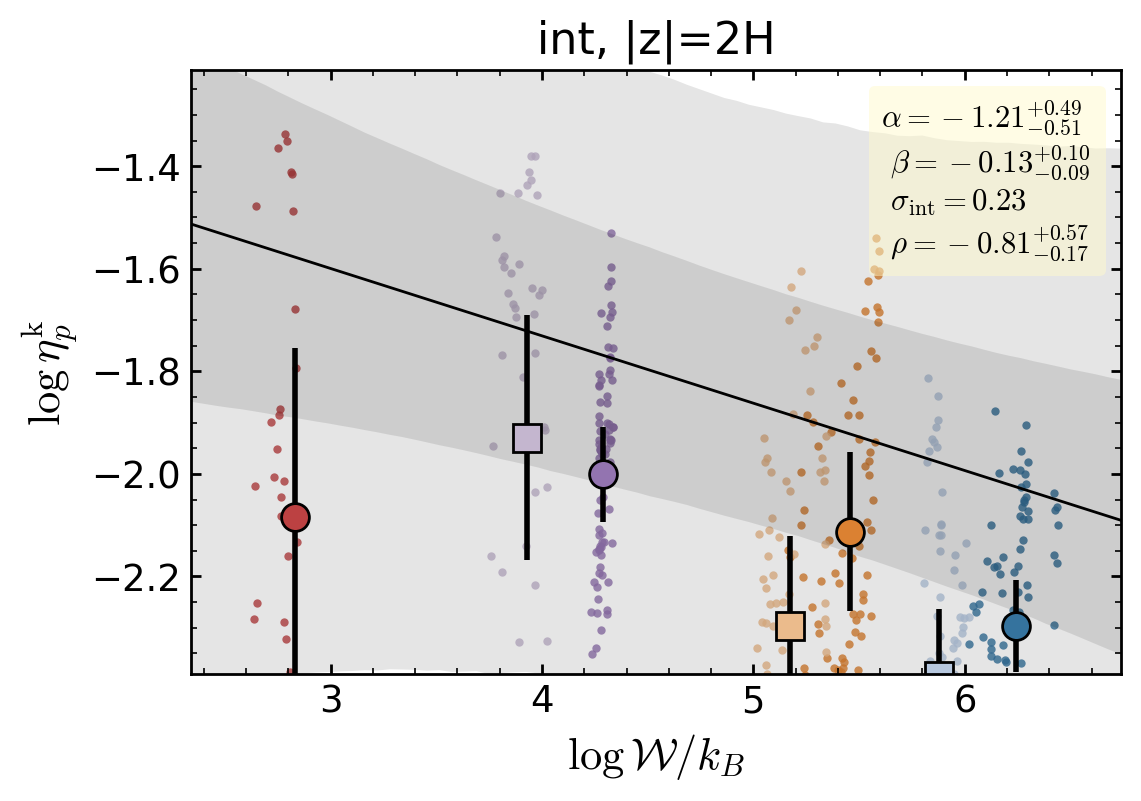 int, |z|=2H
α = −1.21 +0.49 −0.51
β = −0.13 +0.10 −0.09
σ_int = 0.23
ρ = −0.81 +0.57 −0.17
−1.4
−1.6
−1.8
−2.0
−2.2
log η_p^k
3 4 5 6
log 𝒲/k_B